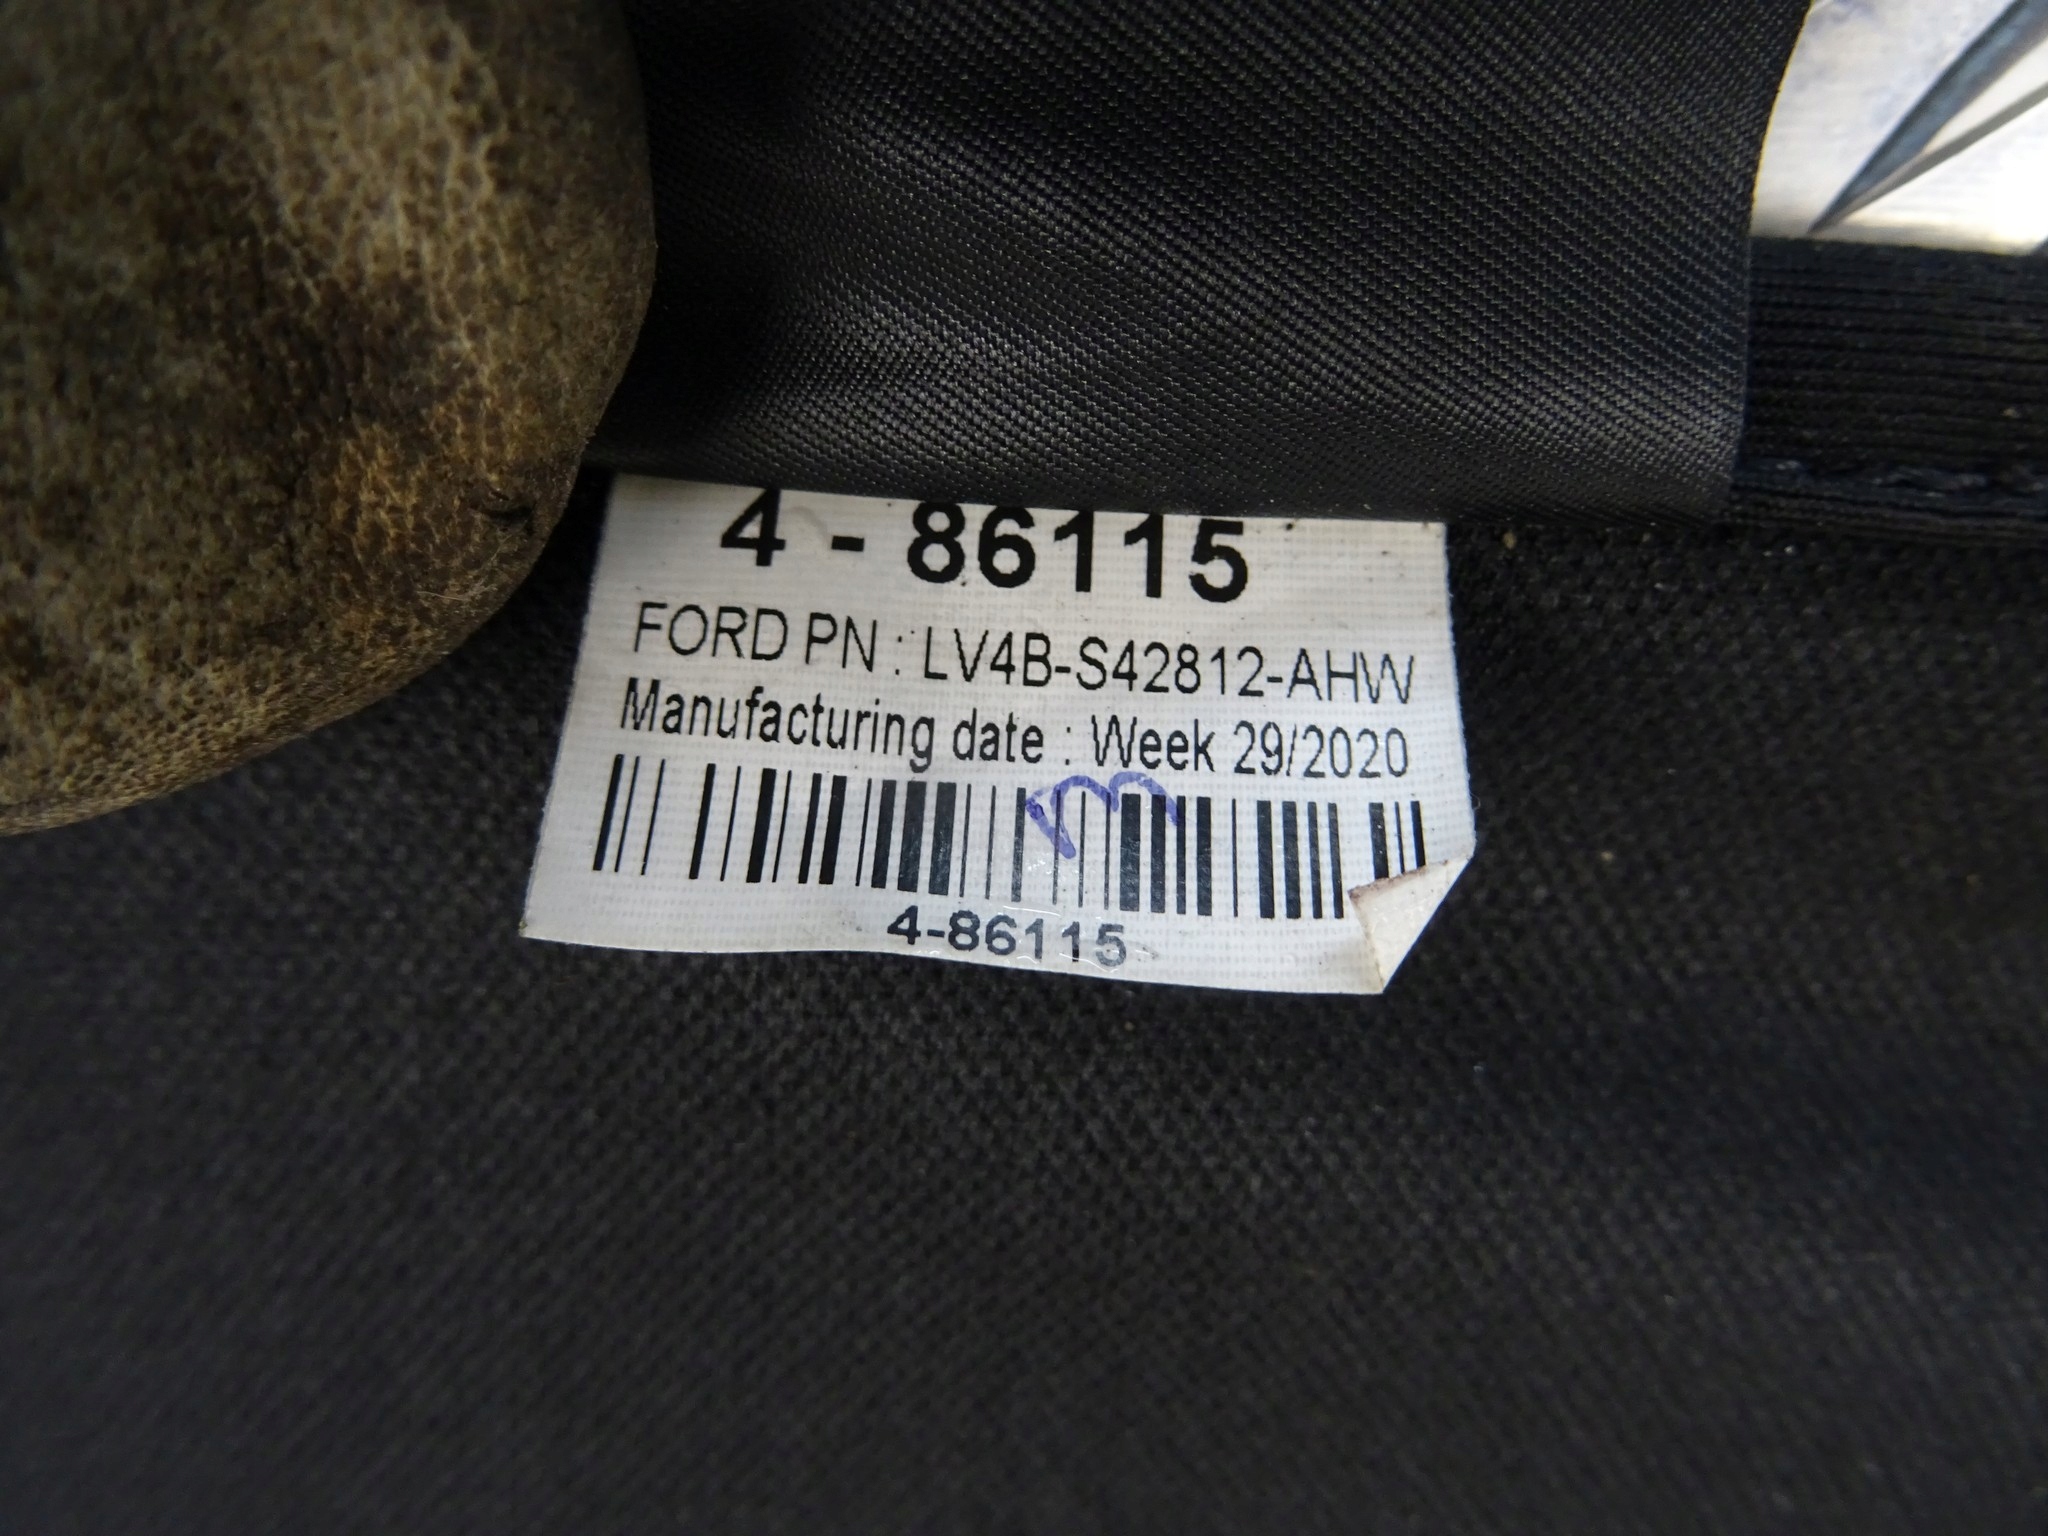 4 - 86115
FORD PN : LV4B-S42812-AHW
Manufacturing date : Week 29/2020
4-86115